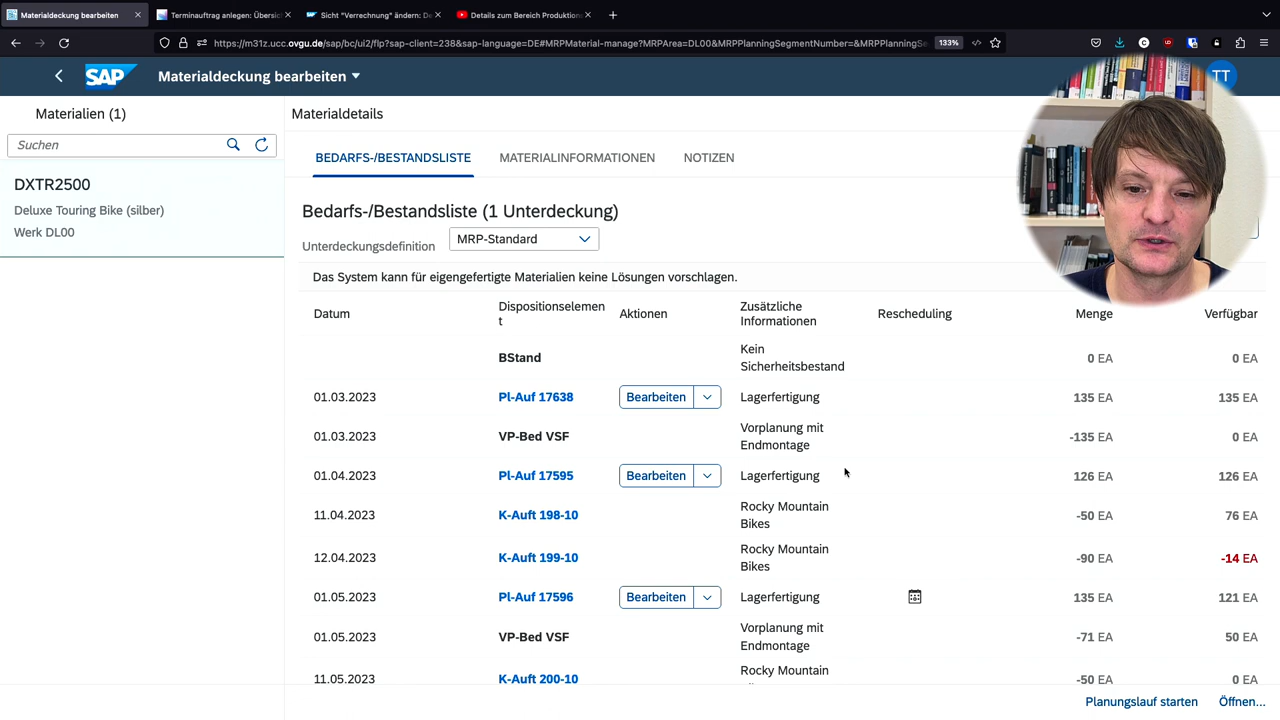 Materialdeckung bearbeiten
Terminauftrag anlegen: Übersic
Sicht "Verrechnung" ändern: De
Details zum Bereich Produktion
https://m31z.ucc.ovgu.de/sap/bc/ui2/flp?sap-client=238&sap-language=DE#MRPMaterial-manage?MRPArea=DL00&MRPPlanningSegmentNumber=&MRPPlanningSe
133%
SAP
Materialdeckung bearbeiten
TT
Materialien (1)
Materialdetails
Suchen
BEDARFS-/BESTANDSLISTE
MATERIALINFORMATIONEN
NOTIZEN
DXTR2500
Deluxe Touring Bike (silber)
Werk DL00
Bedarfs-/Bestandsliste (1 Unterdeckung)
Unterdeckungsdefinition
MRP-Standard
Das System kann für eigengefertigte Materialien keine Lösungen vorschlagen.
Datum
Dispositionselemen
t
Aktionen
Zusätzliche
Informationen
Rescheduling
Menge
Verfügbar
BStand
Kein
Sicherheitsbestand
0 EA
0 EA
01.03.2023
Pl-Auf 17638
Bearbeiten
Lagerfertigung
135 EA
135 EA
01.03.2023
VP-Bed VSF
Vorplanung mit
Endmontage
-135 EA
0 EA
01.04.2023
Pl-Auf 17595
Bearbeiten
Lagerfertigung
126 EA
126 EA
11.04.2023
K-Auft 198-10
Rocky Mountain
Bikes
-50 EA
76 EA
12.04.2023
K-Auft 199-10
Rocky Mountain
Bikes
-90 EA
-14 EA
01.05.2023
Pl-Auf 17596
Bearbeiten
Lagerfertigung
135 EA
121 EA
01.05.2023
VP-Bed VSF
Vorplanung mit
Endmontage
-71 EA
50 EA
11.05.2023
K-Auft 200-10
Rocky Mountain
-50 EA
0 EA
Planungslauf starten
Öffnen...